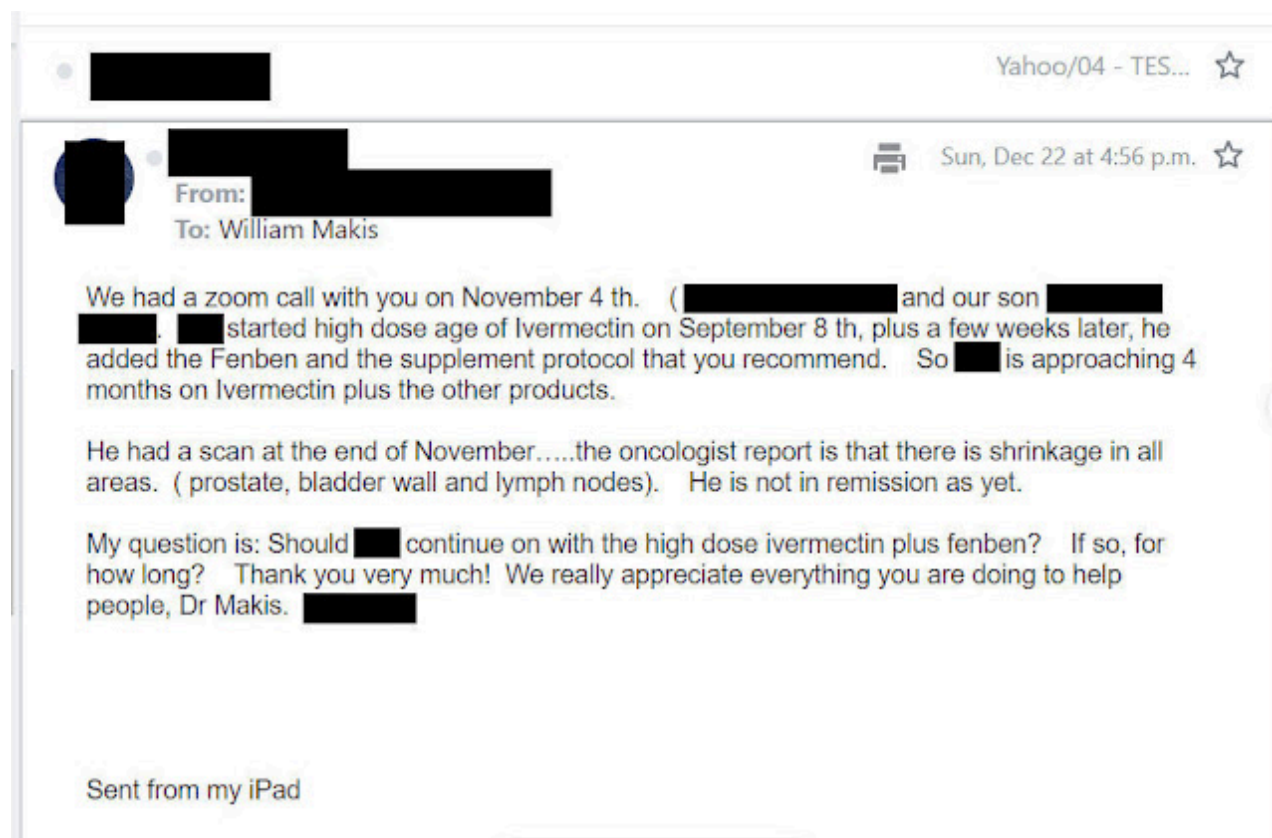 Yahoo/04 - TES...
Sun, Dec 22 at 4:56 p.m.
From:
To: William Makis
We had a zoom call with you on November 4 th. ( and our son
. started high dose age of Ivermectin on September 8 th, plus a few weeks later, he
added the Fenben and the supplement protocol that you recommend. So is approaching 4
months on Ivermectin plus the other products.
He had a scan at the end of November.....the oncologist report is that there is shrinkage in all
areas. ( prostate, bladder wall and lymph nodes). He is not in remission as yet.
My question is: Should continue on with the high dose ivermectin plus fenben? If so, for
how long? Thank you very much! We really appreciate everything you are doing to help
people, Dr Makis.
Sent from my iPad